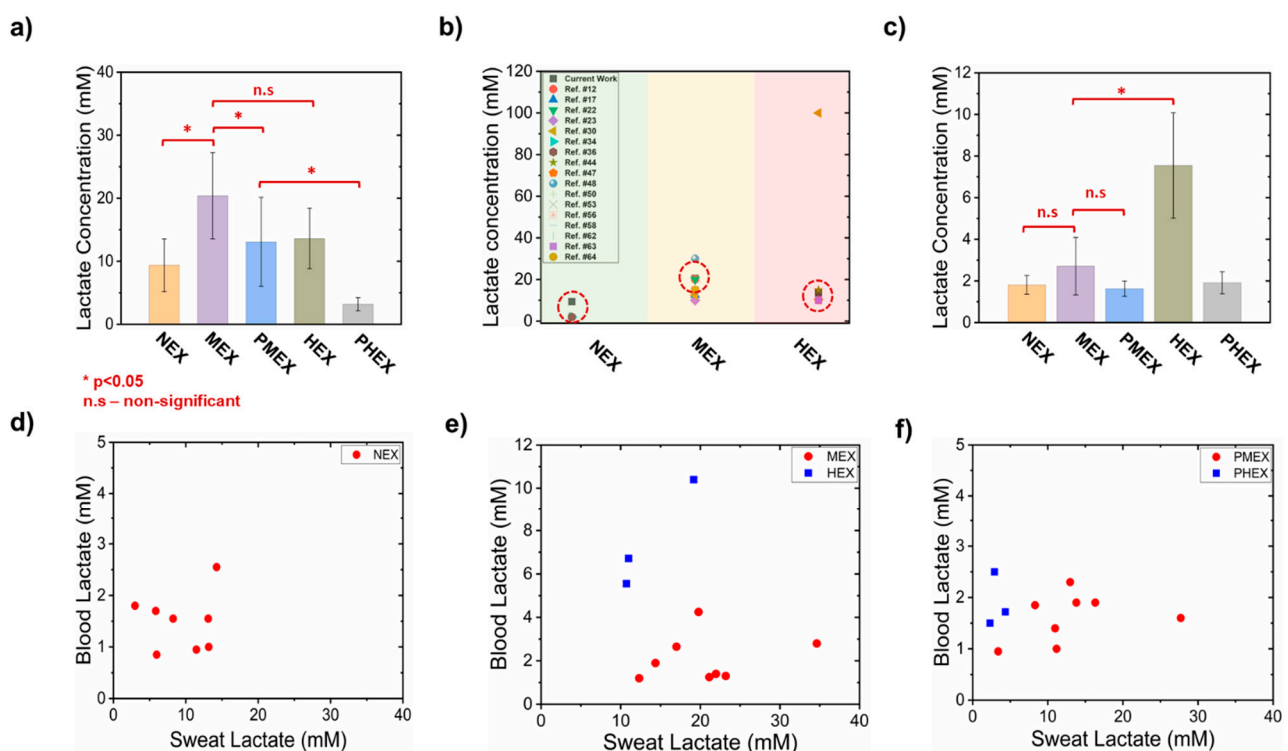 a)
Lactate Concentration (mM)
40
30
20
10
0
n.s
*
*
*
NEX
MEX
PMEX
HEX
PHEX
* p<0.05
n.s – non-significant
b)
Lactate concentration (mM)
120
100
80
60
40
20
0
Current Work
Ref. #12
Ref. #17
Ref. #22
Ref. #23
Ref. #30
Ref. #34
Ref. #36
Ref. #44
Ref. #47
Ref. #48
Ref. #50
Ref. #53
Ref. #56
Ref. #58
Ref. #62
Ref. #63
Ref. #64
NEX
MEX
HEX
c)
Lactate Concentration (mM)
12
10
8
6
4
2
0
*
n.s
n.s
NEX
MEX
PMEX
HEX
PHEX
d)
Blood Lactate (mM)
5
4
3
2
1
0
NEX
0 10 20 30 40
Sweat Lactate (mM)
e)
Blood Lactate (mM)
12
10
8
6
4
2
0
MEX
HEX
0 10 20 30 40
Sweat Lactate (mM)
f)
Blood Lactate (mM)
5
4
3
2
1
0
PMEX
PHEX
0 10 20 30 40
Sweat Lactate (mM)